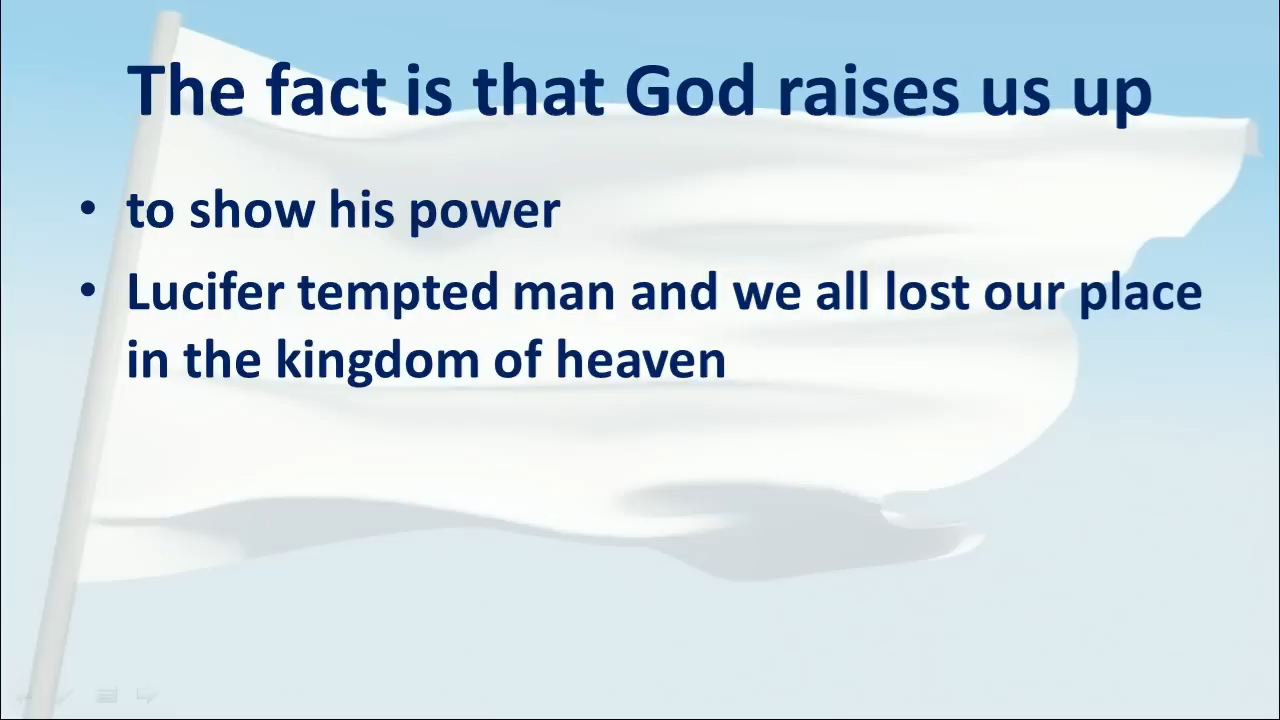 The fact is that God raises us up
• to show his power
• Lucifer tempted man and we all lost our place
in the kingdom of heaven